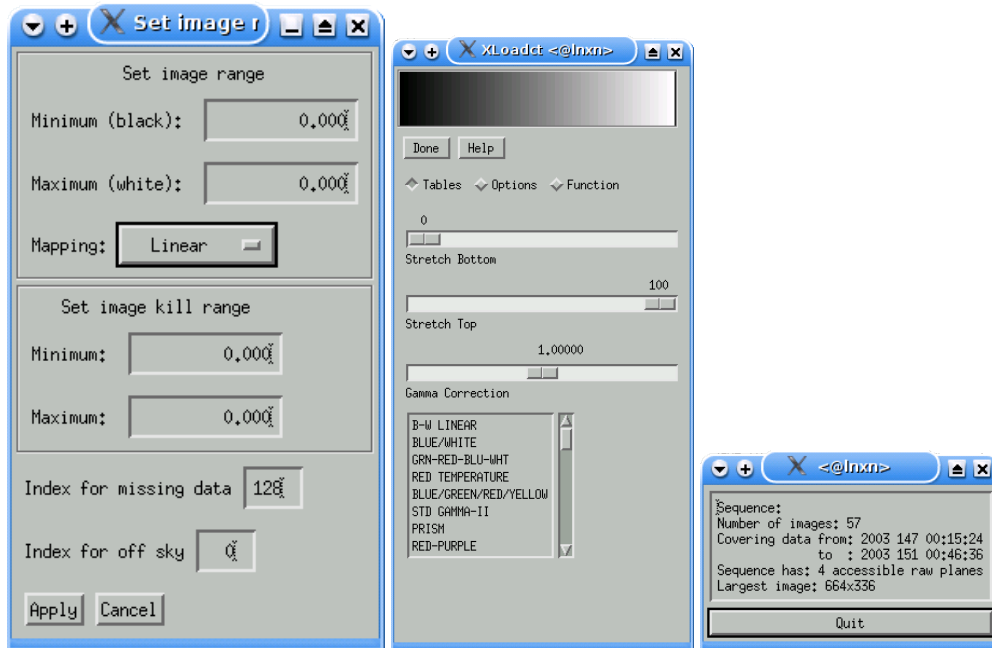 Set image r
Set image range
Minimum (black): 0.000
Maximum (white): 0.000
Mapping: Linear
Set image kill range
Minimum: 0.000
Maximum: 0.000
Index for missing data 128
Index for off sky 0
Apply Cancel
XLoadct <@lnxn>
Done Help
Tables Options Function
0
Stretch Bottom
100
Stretch Top
1.00000
Gamma Correction
B-W LINEAR
BLUE/WHITE
GRN-RED-BLU-WHT
RED TEMPERATURE
BLUE/GREEN/RED/YELLOW
STD GAMMA-II
PRISM
RED-PURPLE
<@lnxn>
Sequence:
Number of images: 57
Covering data from: 2003 147 00:15:24
to : 2003 151 00:46:36
Sequence has: 4 accessible raw planes
Largest image: 664x336
Quit